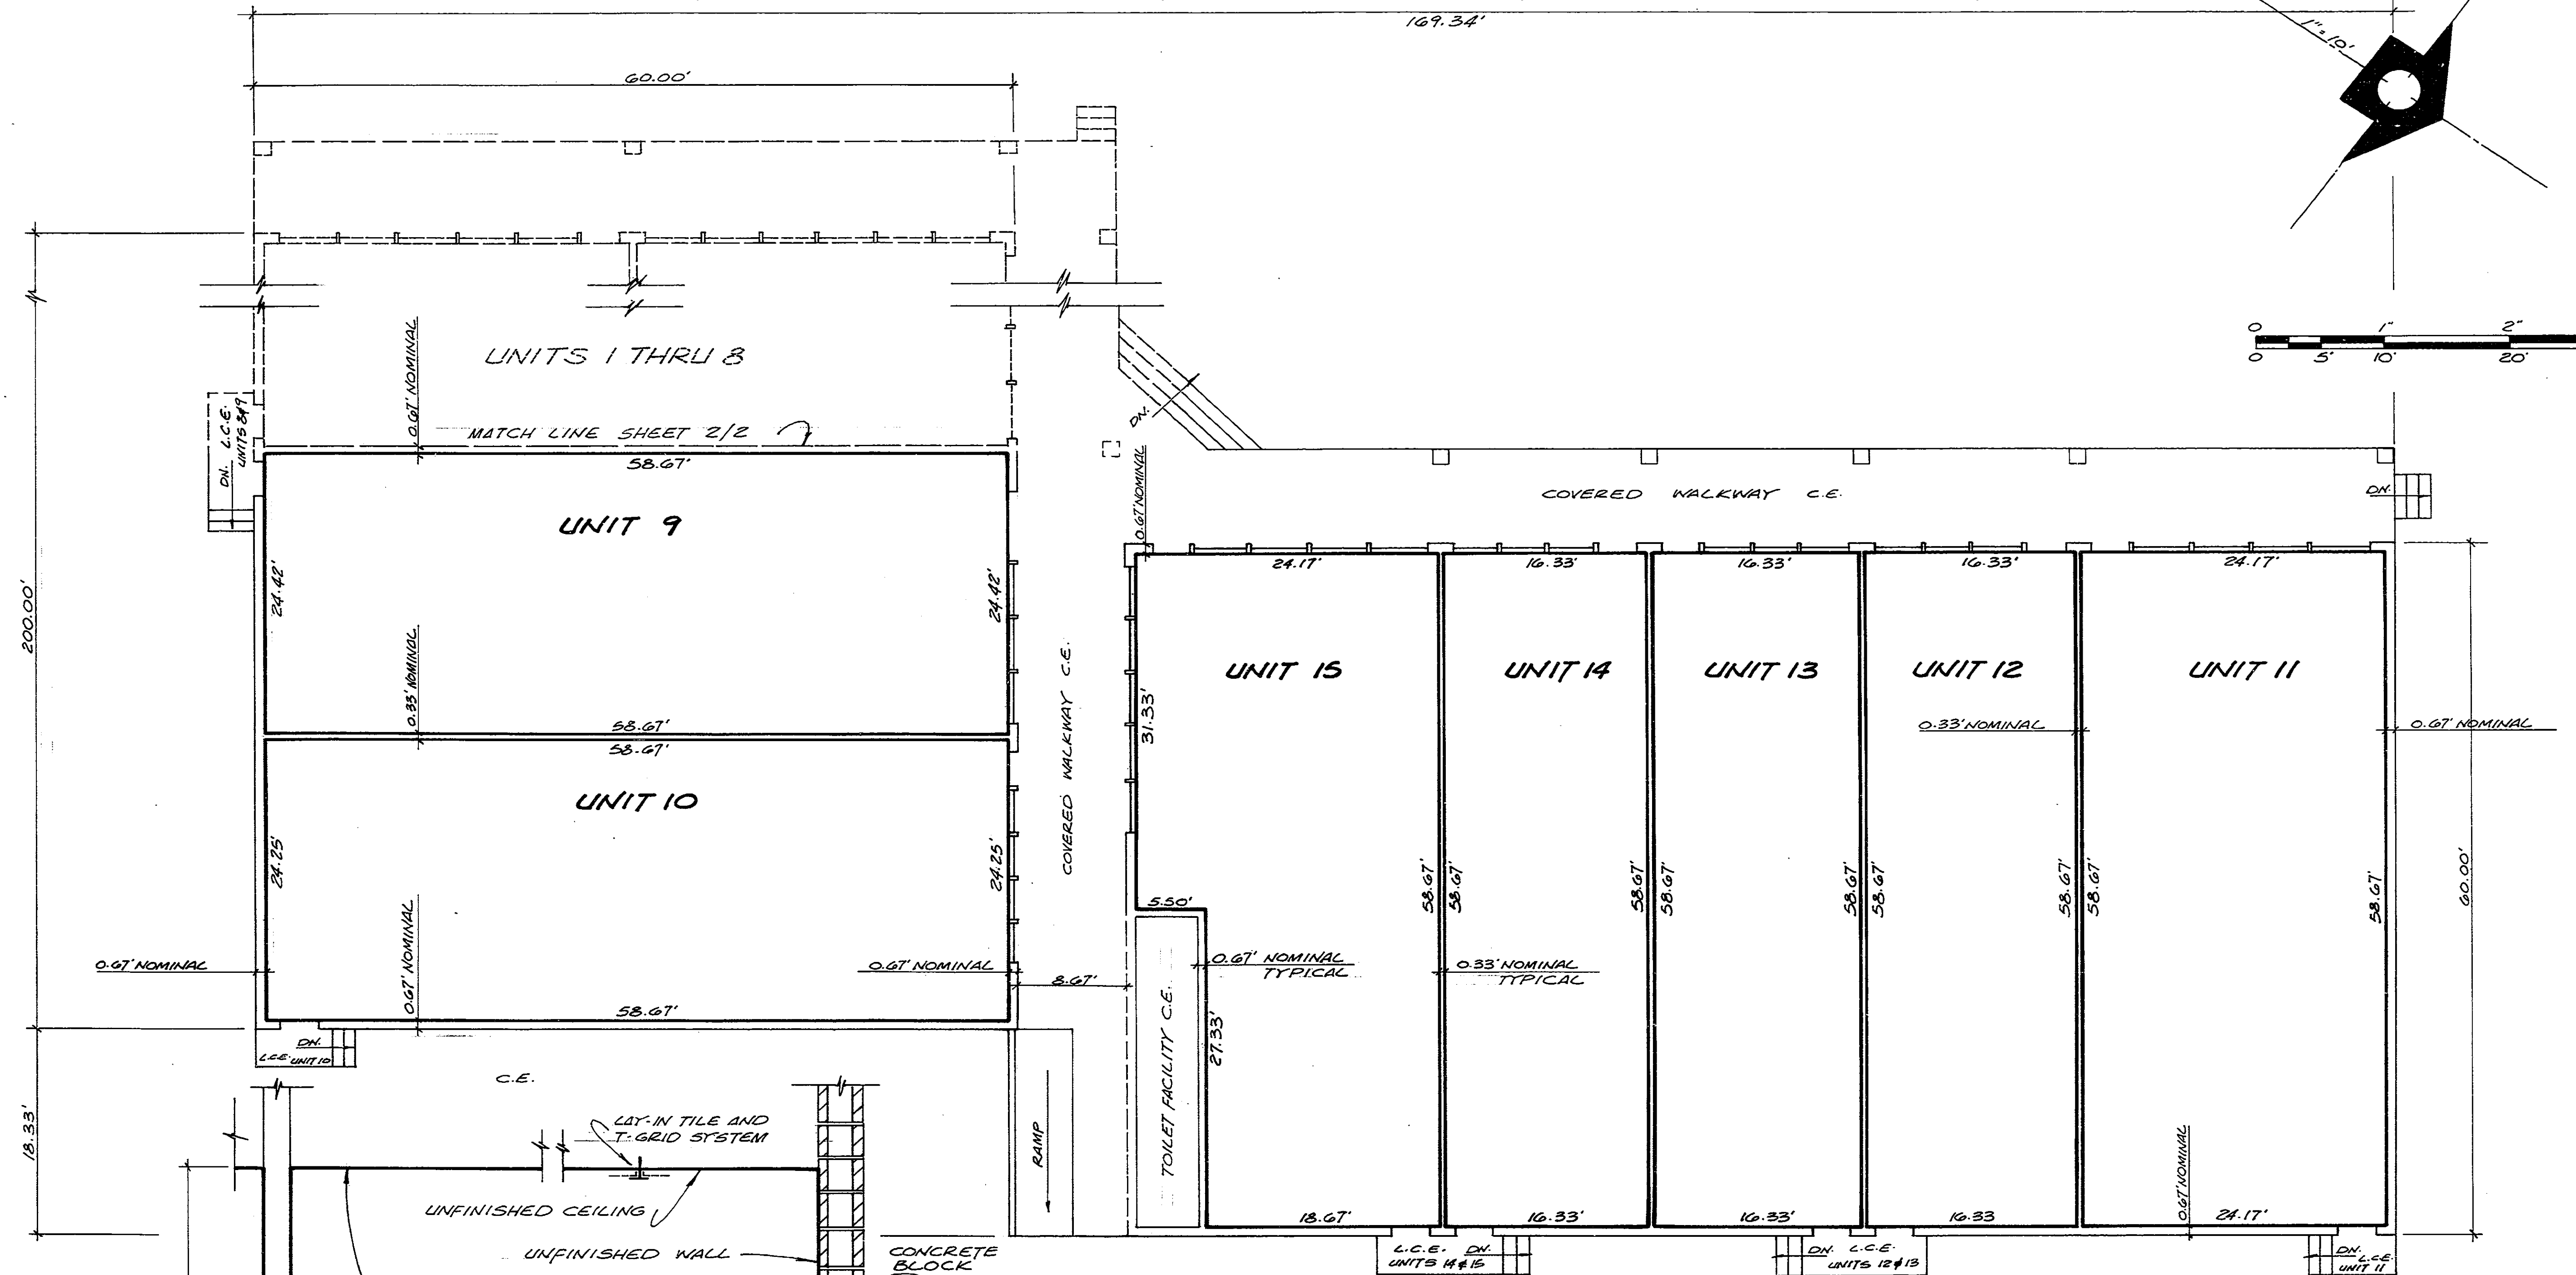 169.34'
60.00'
1" = 10'
0 1" 2"
0 5' 10' 20'
UNITS 1 THRU 8
0.67' NOMINAL
MATCH LINE SHEET 2/2
DN. L.C.E.
UNITS 8&9
DN.
58.67'
UNIT 9
24.42'
24.42'
200.00'
0.33' NOMINAL
58.67'
58.67'
UNIT 10
24.25'
24.25'
0.67' NOMINAL
0.67' NOMINAL
0.67' NOMINAL
58.67'
8.67'
COVERED WALKWAY C.E.
0.67' NOMINAL
COVERED WALKWAY C.E.
DN.
24.17'
16.33'
16.33'
16.33'
24.17'
UNIT 15
UNIT 14
UNIT 13
UNIT 12
UNIT 11
31.33'
0.33' NOMINAL
0.67' NOMINAL
58.67'
58.67'
58.67'
58.67'
58.67'
58.67'
58.67'
58.67'
58.67'
60.00'
5.50'
0.67' NOMINAL
TYPICAL
0.33' NOMINAL
TYPICAL
TOILET FACILITY C.E.
27.33'
0.67' NOMINAL
18.67'
16.33'
16.33'
16.33
24.17'
L.C.E. DN.
UNITS 14&15
DN. L.C.E.
UNITS 12&13
DN. L.C.E.
UNIT 11
DN.
L.C.E. UNIT 10
C.E.
18.33'
RAMP
LAY-IN TILE AND
T-GRID SYSTEM
UNFINISHED CEILING
UNFINISHED WALL
CONCRETE
BLOCK